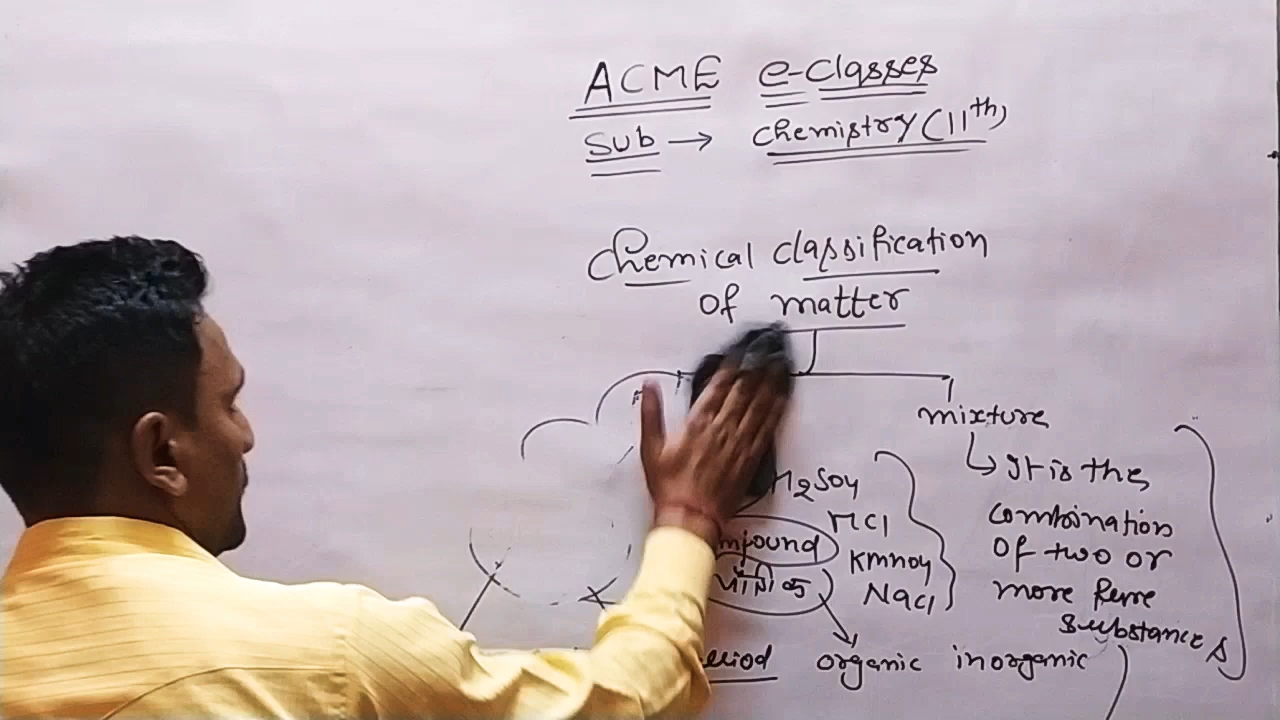 ACME e-classes
Sub → chemistry (11th)
Chemical classification
of matter
mixture
It is the
combination
of two or
more Pure
substances
H2SO4
HCl
KMnO4
NaCl
mpound
organic inorganic